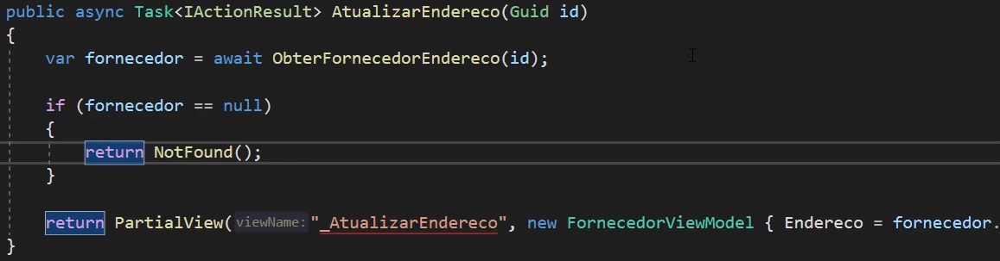 public async Task<IActionResult> AtualizarEndereco(Guid id)
{
var fornecedor = await ObterFornecedorEndereco(id);
if (fornecedor == null)
{
return NotFound();
}
return PartialView(viewName:"_AtualizarEndereco", new FornecedorViewModel { Endereco = fornecedor.
}